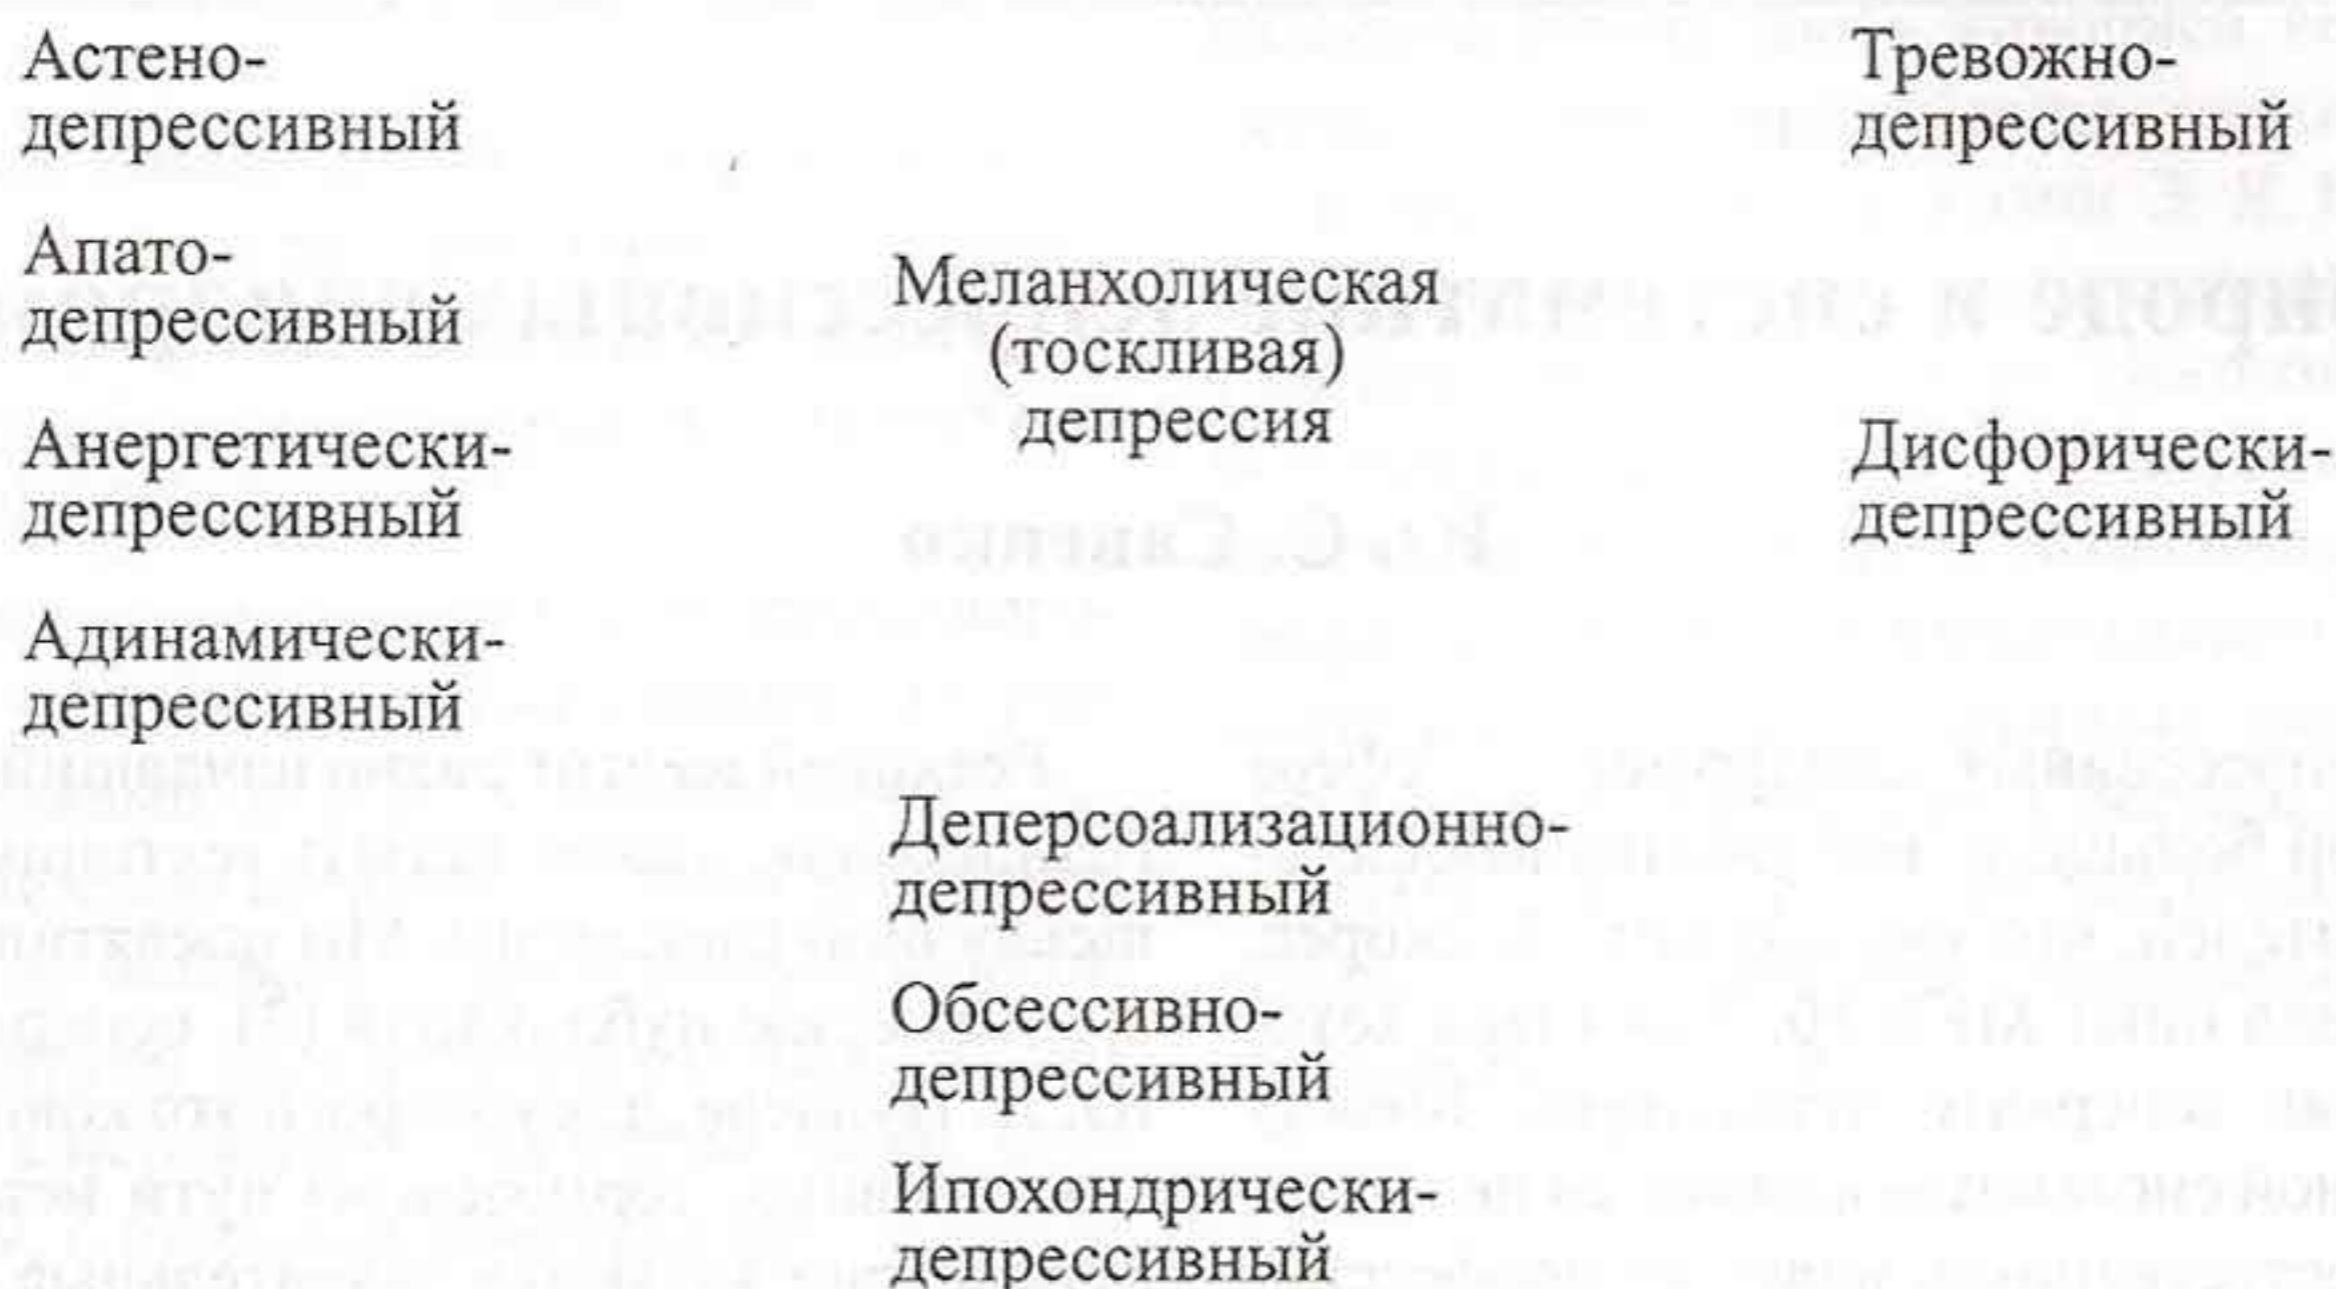 Астено-
депрессивный
Апато-
депрессивный
Анергетически-
депрессивный
Адинамически-
депрессивный
Меланхолическая
(тоскливая)
депрессия
Деперсоализационно-
депрессивный
Обсессивно-
депрессивный
Ипохондрически-
депрессивный
Тревожно-
депрессивный
Дисфорически-
депрессивный